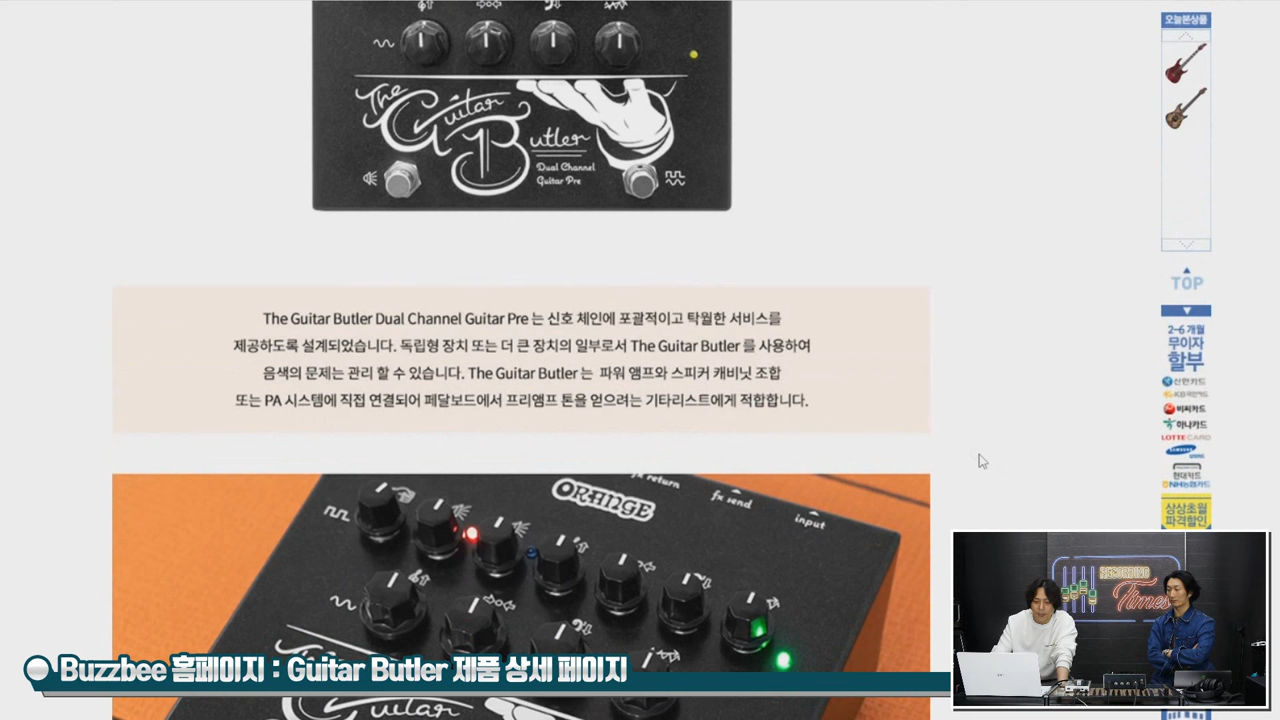 오늘본상품
The
Guitar
Butler
Dual Channel
Guitar Pre
TOP
2-6 개월
무이자
할부
신한카드
KB국민카드
비씨카드
하나카드
LOTTE CARD
SAMSUNG
현대카드
NH농협카드
상상초월
파격할인
The Guitar Butler Dual Channel Guitar Pre 는 신호 체인에 포괄적이고 탁월한 서비스를
제공하도록 설계되었습니다. 독립형 장치 또는 더 큰 장치의 일부로서 The Guitar Butler 를 사용하여
음색의 문제는 관리 할 수 있습니다. The Guitar Butler 는 파워 앰프와 스피커 캐비닛 조합
또는 PA 시스템에 직접 연결되어 페달보드에서 프리앰프 톤을 얻으려는 기타리스트에게 적합합니다.
ORANGE
fx return
fx send
input
Guitar
RECORDING
Times
Buzzbee 홈페이지 : Guitar Butler 제품 상세 페이지